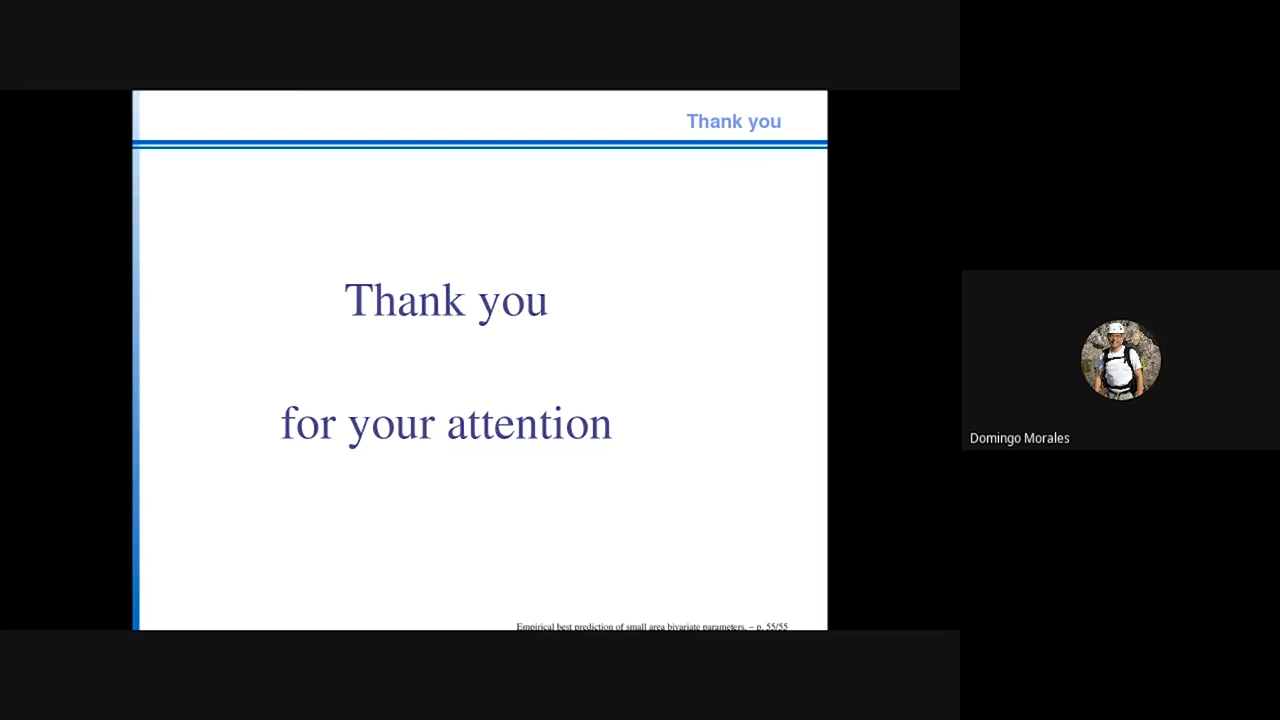 Thank you
Thank you
for your attention
Empirical best prediction of small area bivariate parameters, – p. 55/55
Domingo Morales